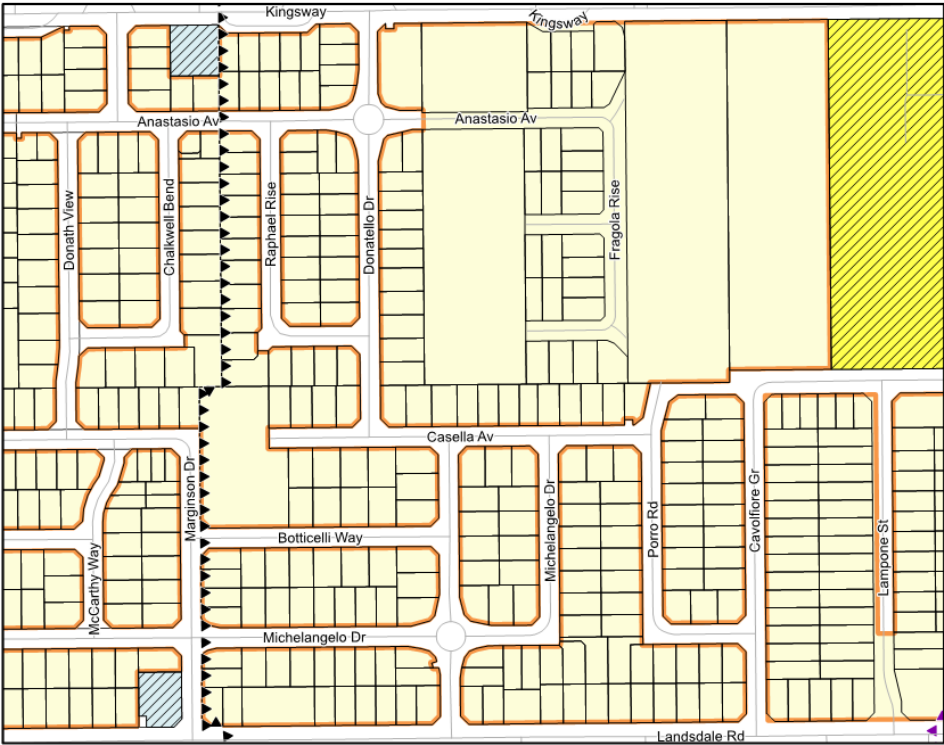 Kingsway
Kingsway
Anastasio Av
Anastasio Av
Donath View
Chalkwell Bend
Raphael Rise
Donatello Dr
Fragola Rise
Casella Av
Marginson Dr
Michelangelo Dr
Porro Rd
Cavolfiore Gr
Lampone St
Botticelli Way
McCarthy Way
Michelangelo Dr
Landsdale Rd